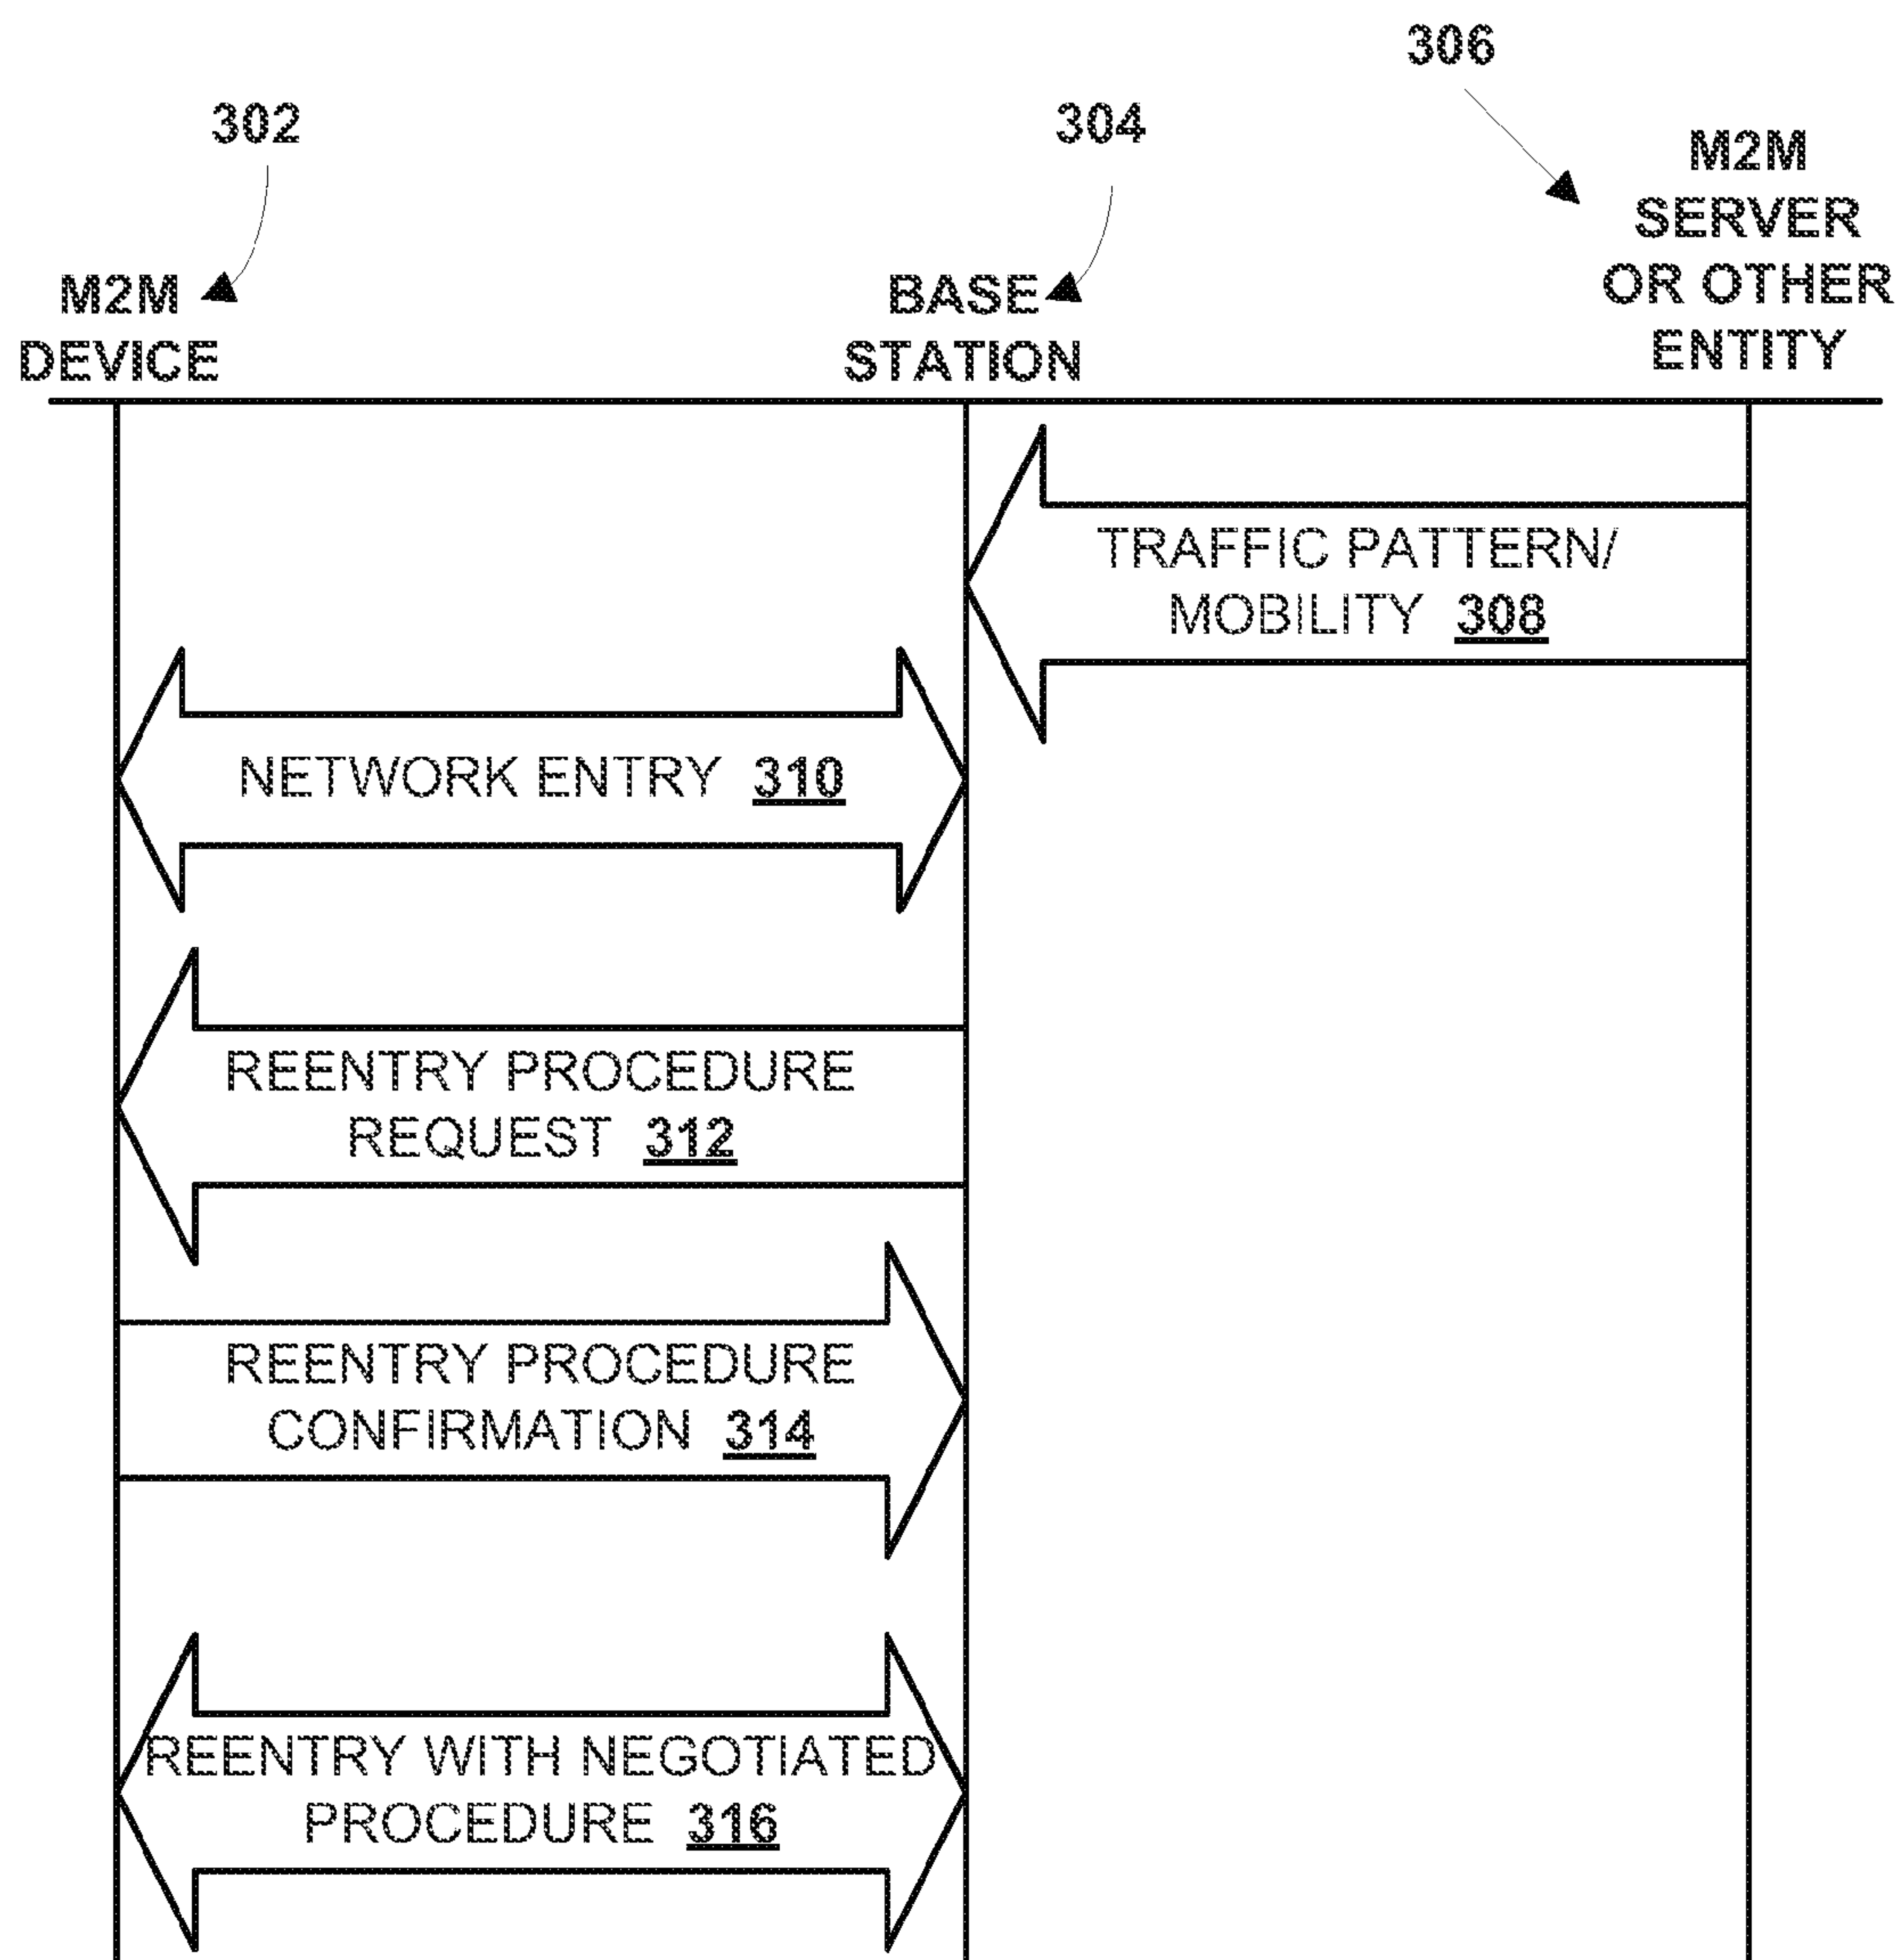 306
302
304
M2M
SERVER
OR OTHER
ENTITY
M2M
DEVICE
BASE
STATION
TRAFFIC PATTERN/
MOBILITY 308
NETWORK ENTRY 310
REENTRY PROCEDURE
REQUEST 312
REENTRY PROCEDURE
CONFIRMATION 314
REENTRY WITH NEGOTIATED
PROCEDURE 316